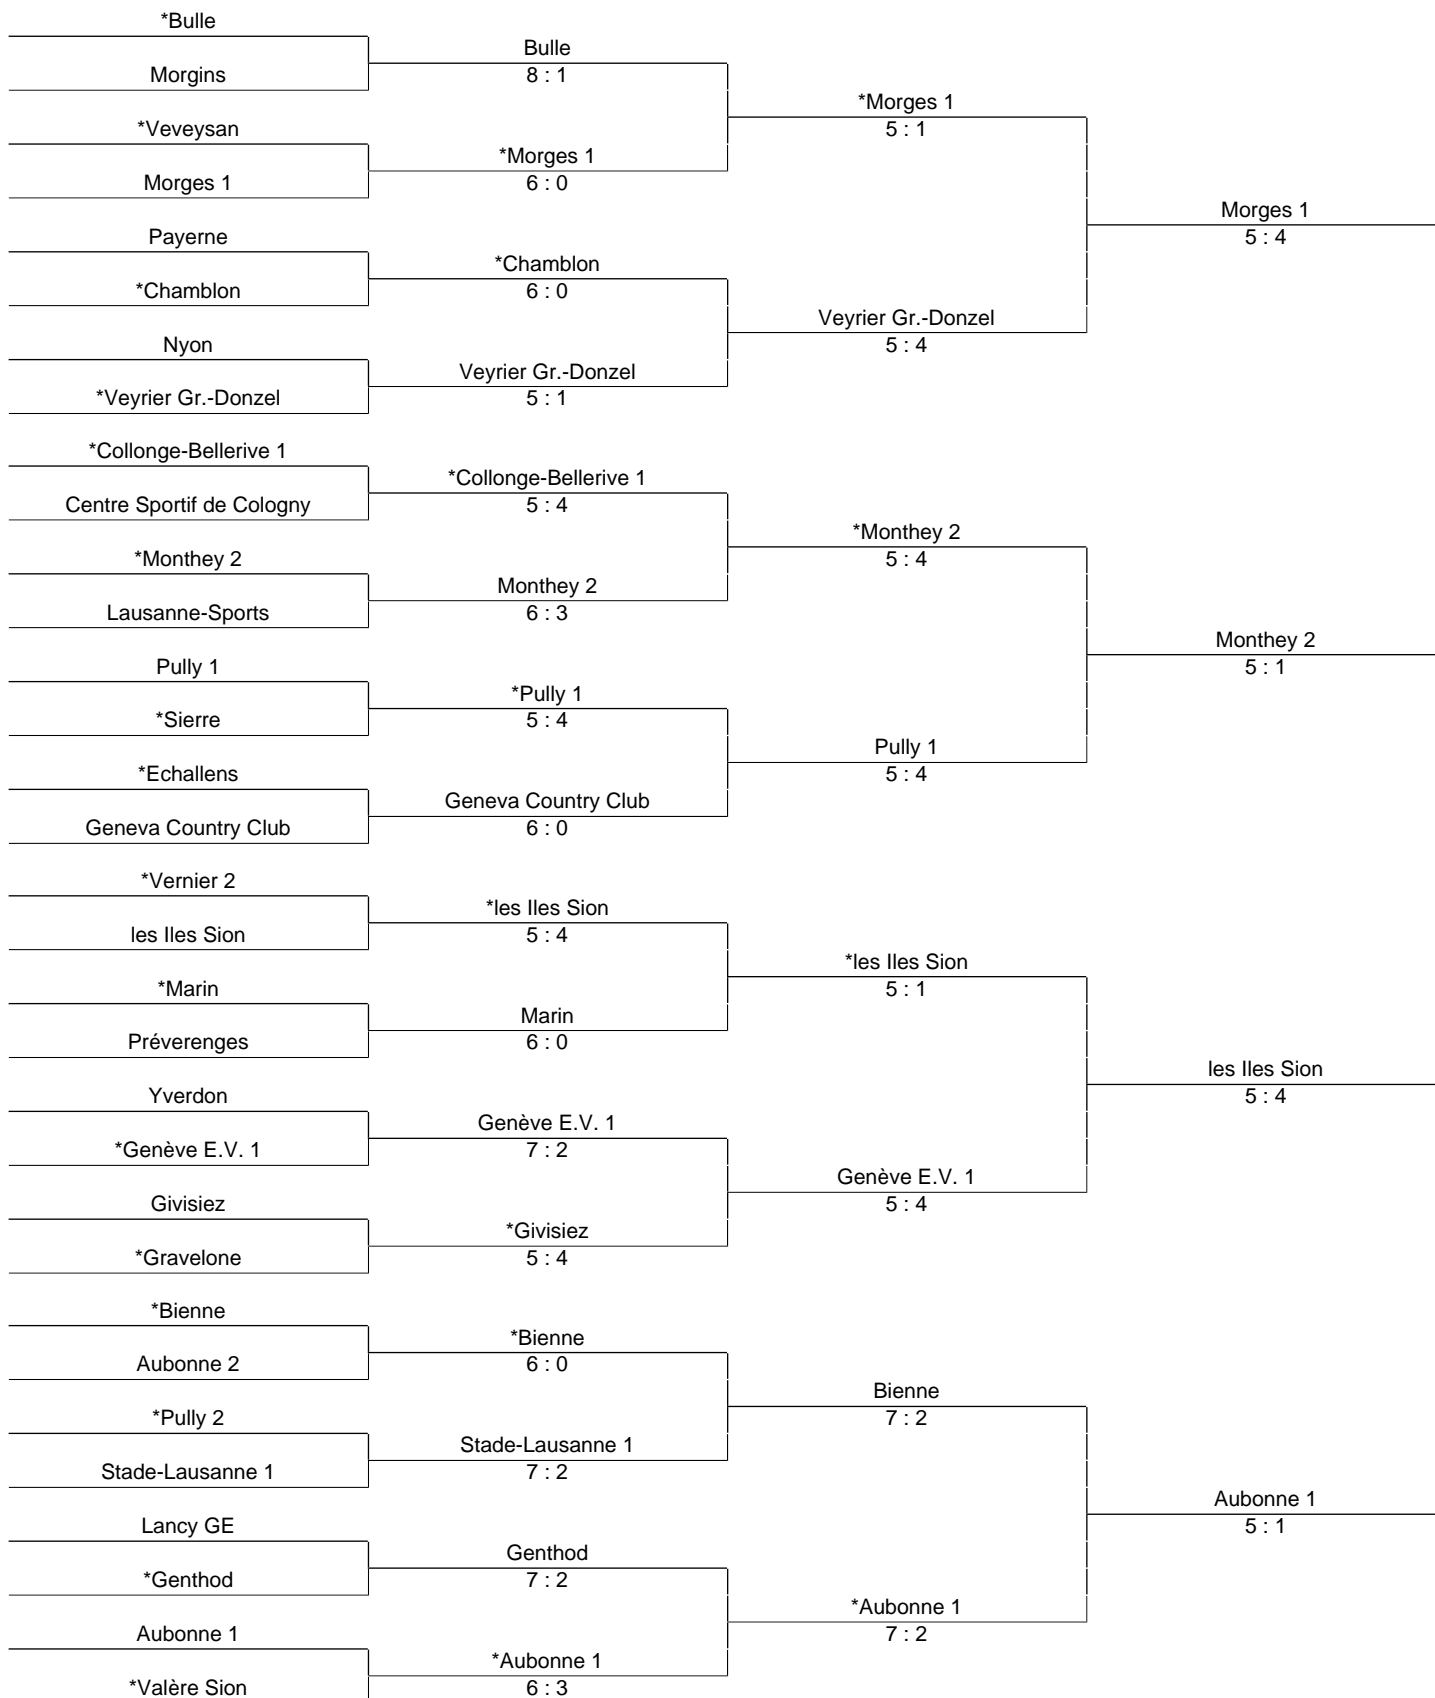 *Bulle
Morgins
*Veveysan
Morges 1
Payerne
*Chamblon
Nyon
*Veyrier Gr.-Donzel
*Collonge-Bellerive 1
Centre Sportif de Cologny
*Monthey 2
Lausanne-Sports
Pully 1
*Sierre
*Echallens
Geneva Country Club
*Vernier 2
les Iles Sion
*Marin
Préverenges
Yverdon
*Genève E.V. 1
Givisiez
*Gravelone
*Bienne
Aubonne 2
*Pully 2
Stade-Lausanne 1
Lancy GE
*Genthod
Aubonne 1
*Valère Sion
Bulle
8 : 1
*Morges 1
6 : 0
*Chamblon
6 : 0
Veyrier Gr.-Donzel
5 : 1
*Collonge-Bellerive 1
5 : 4
Monthey 2
6 : 3
*Pully 1
5 : 4
Geneva Country Club
6 : 0
*les Iles Sion
5 : 4
Marin
6 : 0
Genève E.V. 1
7 : 2
*Givisiez
5 : 4
*Bienne
6 : 0
Stade-Lausanne 1
7 : 2
Genthod
7 : 2
*Aubonne 1
6 : 3
*Morges 1
5 : 1
Veyrier Gr.-Donzel
5 : 4
*Monthey 2
5 : 4
Pully 1
5 : 4
*les Iles Sion
5 : 1
Genève E.V. 1
5 : 4
Bienne
7 : 2
*Aubonne 1
7 : 2
Morges 1
5 : 4
Monthey 2
5 : 1
les Iles Sion
5 : 4
Aubonne 1
5 : 1